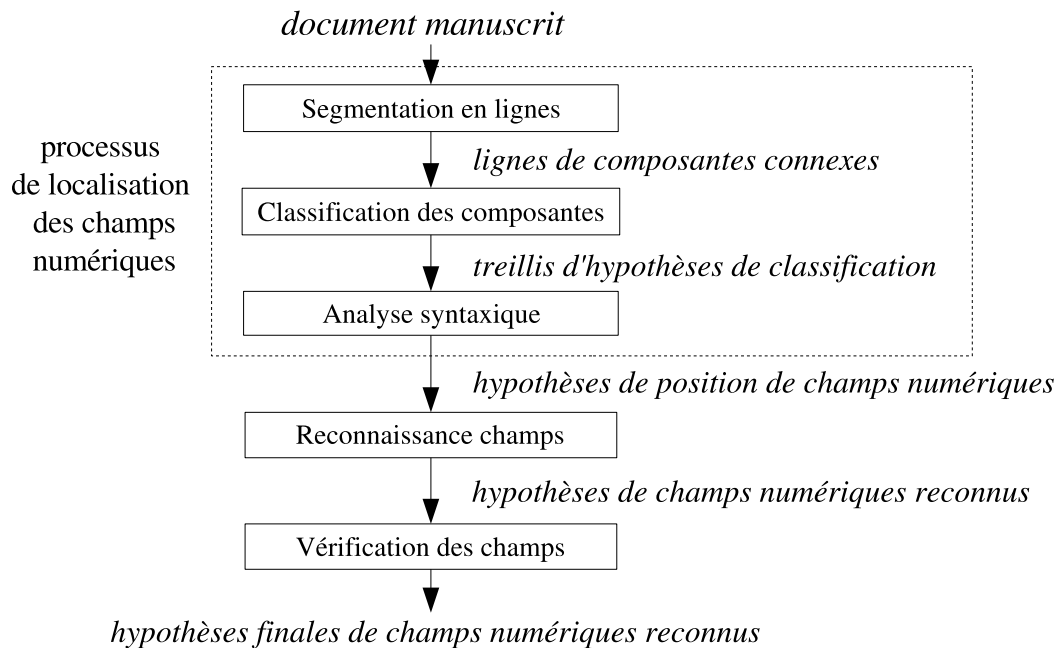 document manuscrit
Segmentation en lignes
processus
de localisation
des champs
numériques
lignes de composantes connexes
Classification des composantes
treillis d'hypothèses de classification
Analyse syntaxique
hypothèses de position de champs numériques
Reconnaissance champs
hypothèses de champs numériques reconnus
Vérification des champs
hypothèses finales de champs numériques reconnus